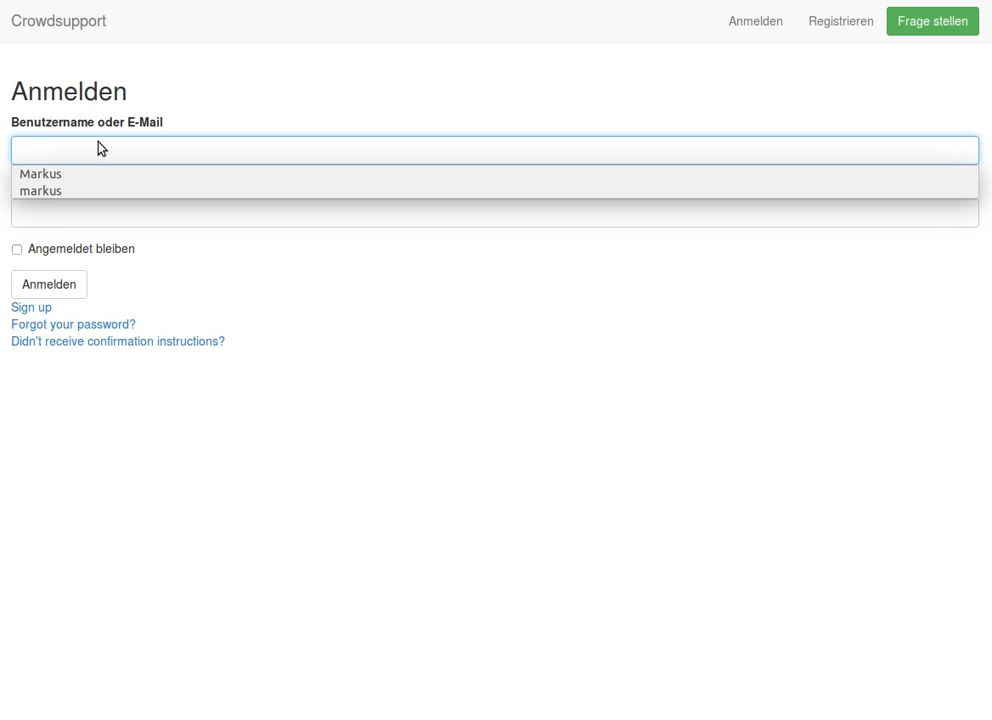 Crowdsupport Anmelden Registrieren Frage stellen
Anmelden
Benutzername oder E-Mail
Markus
markus
Angemeldet bleiben
Anmelden
Sign up
Forgot your password?
Didn't receive confirmation instructions?